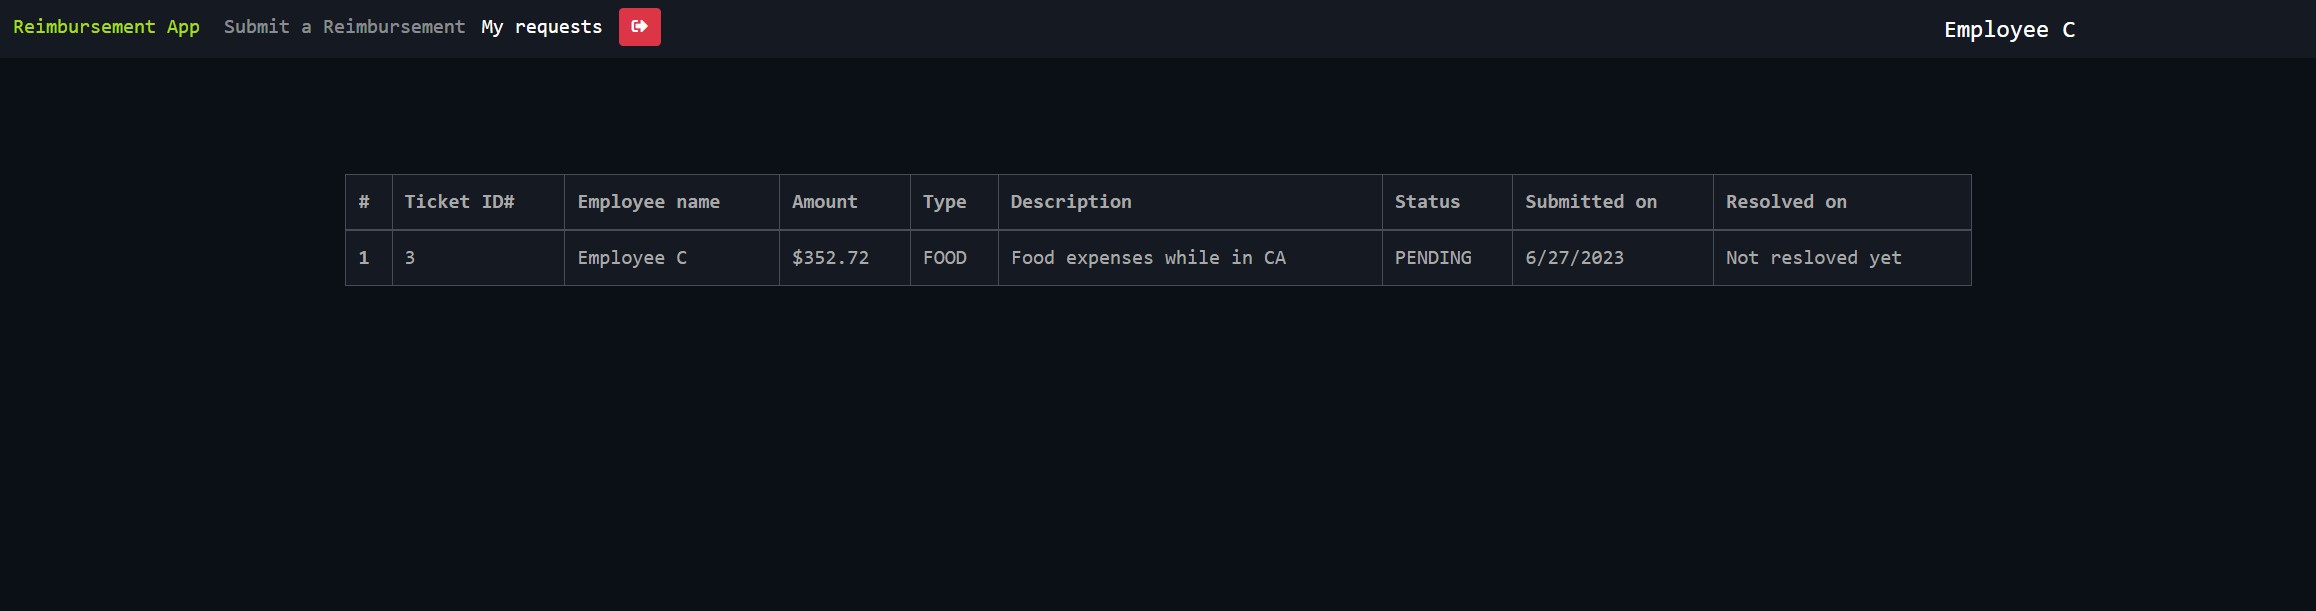 Reimbursement App Submit a Reimbursement My requests Employee C
# Ticket ID# Employee name Amount Type Description Status Submitted on Resolved on
1 3 Employee C $352.72 FOOD Food expenses while in CA PENDING 6/27/2023 Not resloved yet